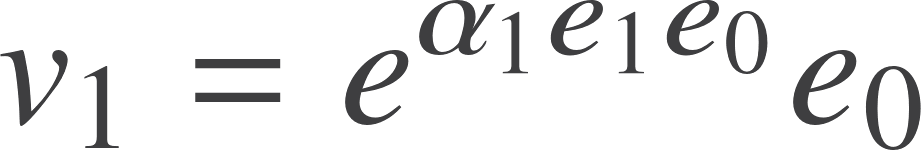 v₁ = e^{α₁e₁e₀} e₀